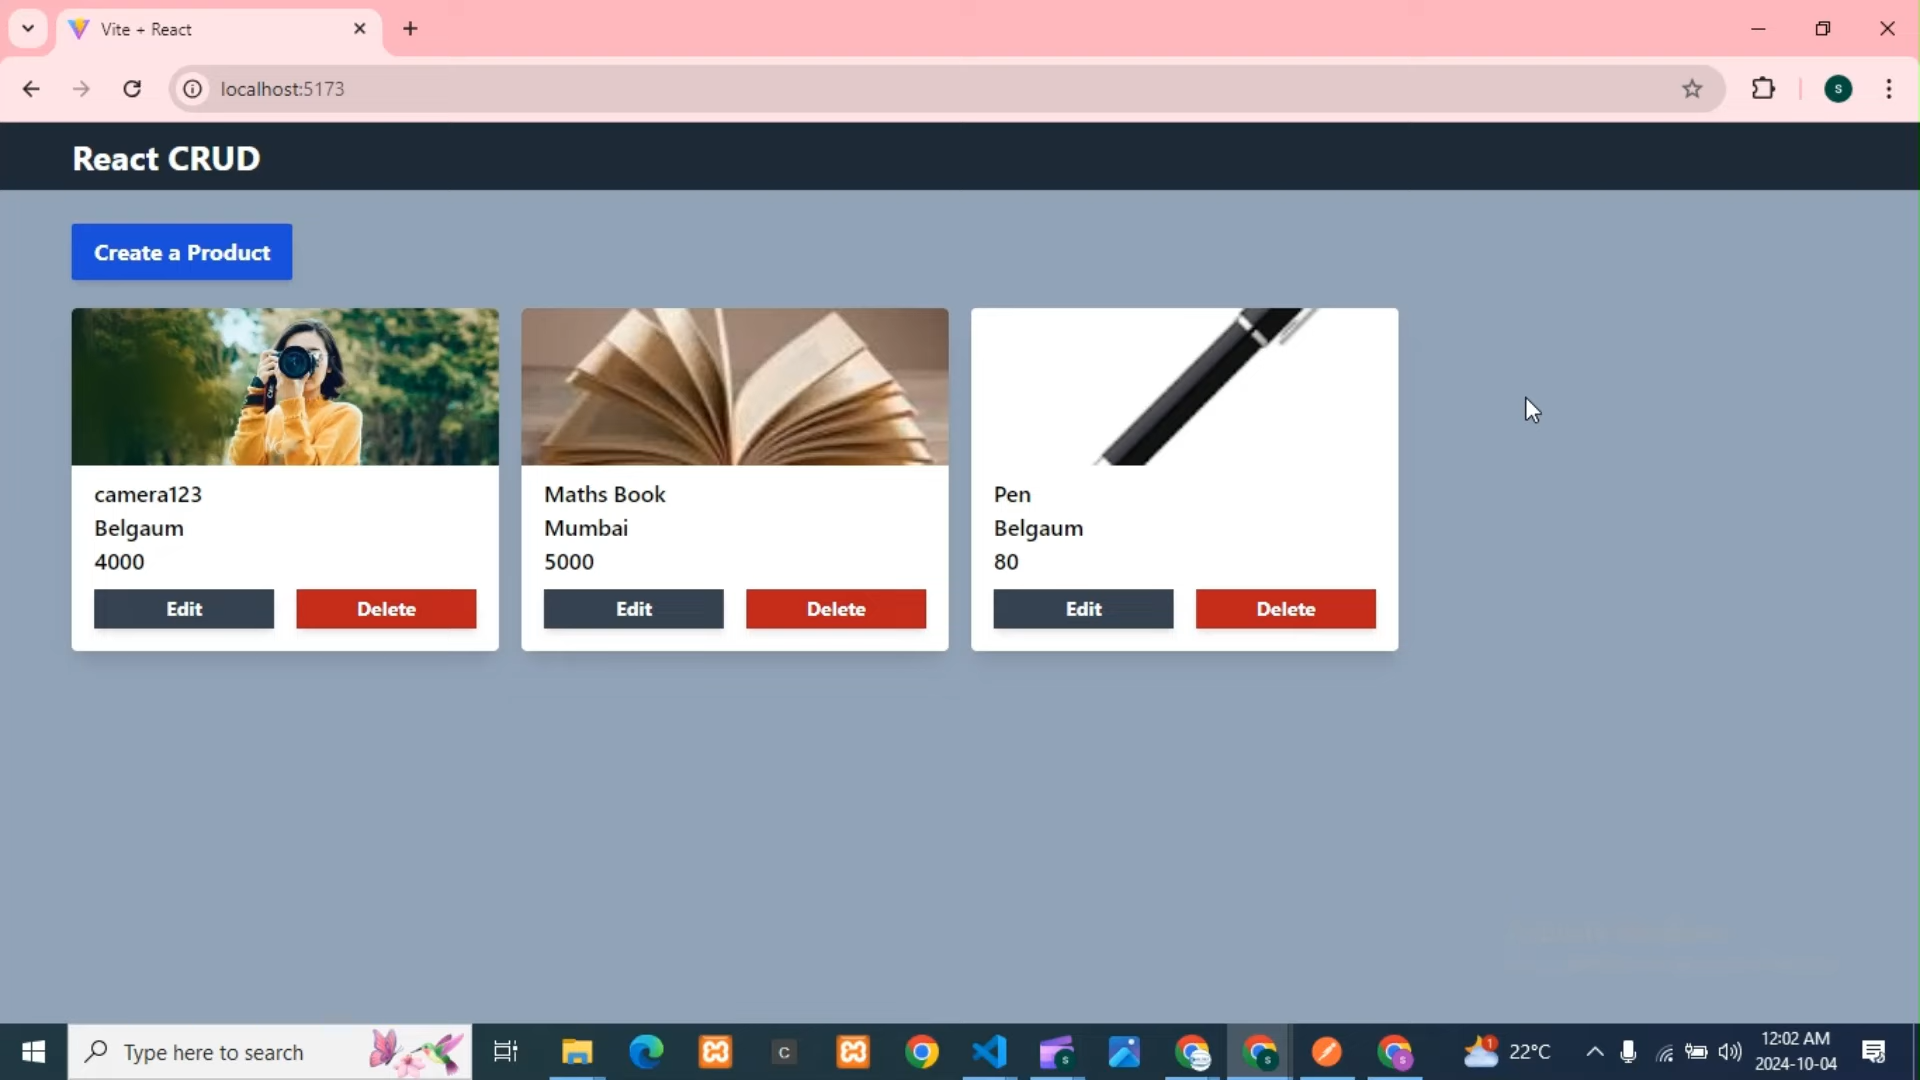 Vite + React
localhost:5173
S
React CRUD
Create a Product
camera123
Belgaum
4000
Edit
Delete
Maths Book
Mumbai
5000
Edit
Delete
Pen
Belgaum
80
Edit
Delete
Type here to search
C
S
S
S
1
22°C
12:02 AM
2024-10-04